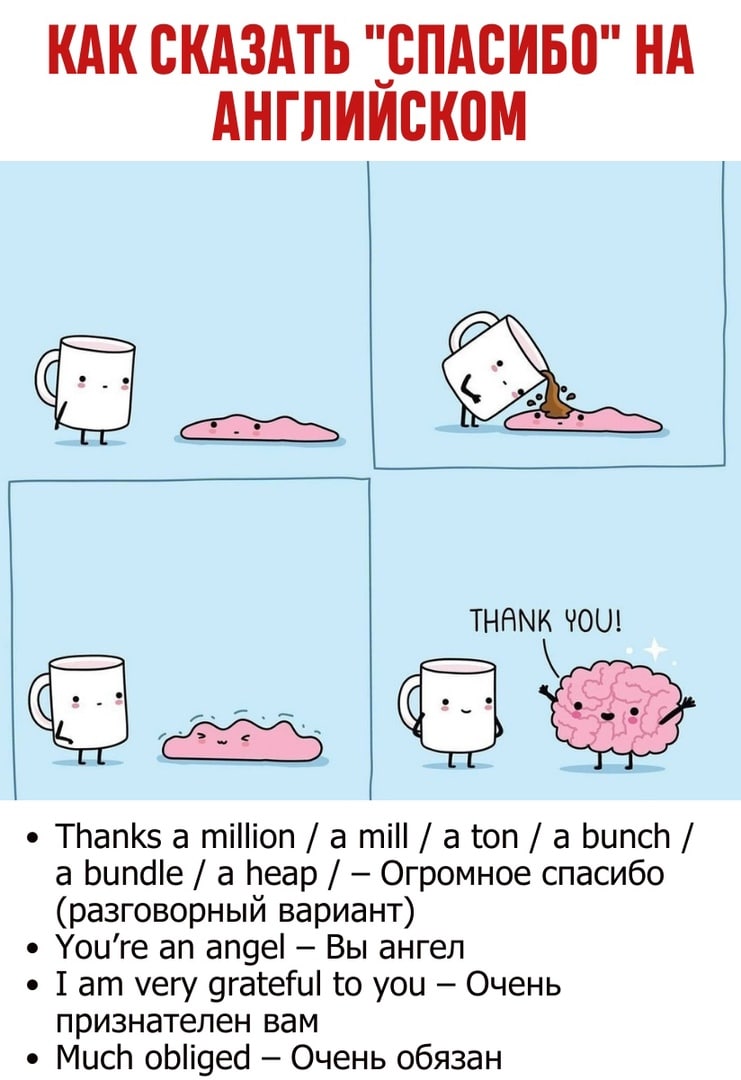 КАК СКАЗАТЬ "СПАСИБО" НА
АНГЛИЙСКОМ
THANK YOU!
• Thanks a million / a mill / a ton / a bunch /
a bundle / a heap / – Огромное спасибо
(разговорный вариант)
• You're an angel – Вы ангел
• I am very grateful to you – Очень
признателен вам
• Much obliged – Очень обязан